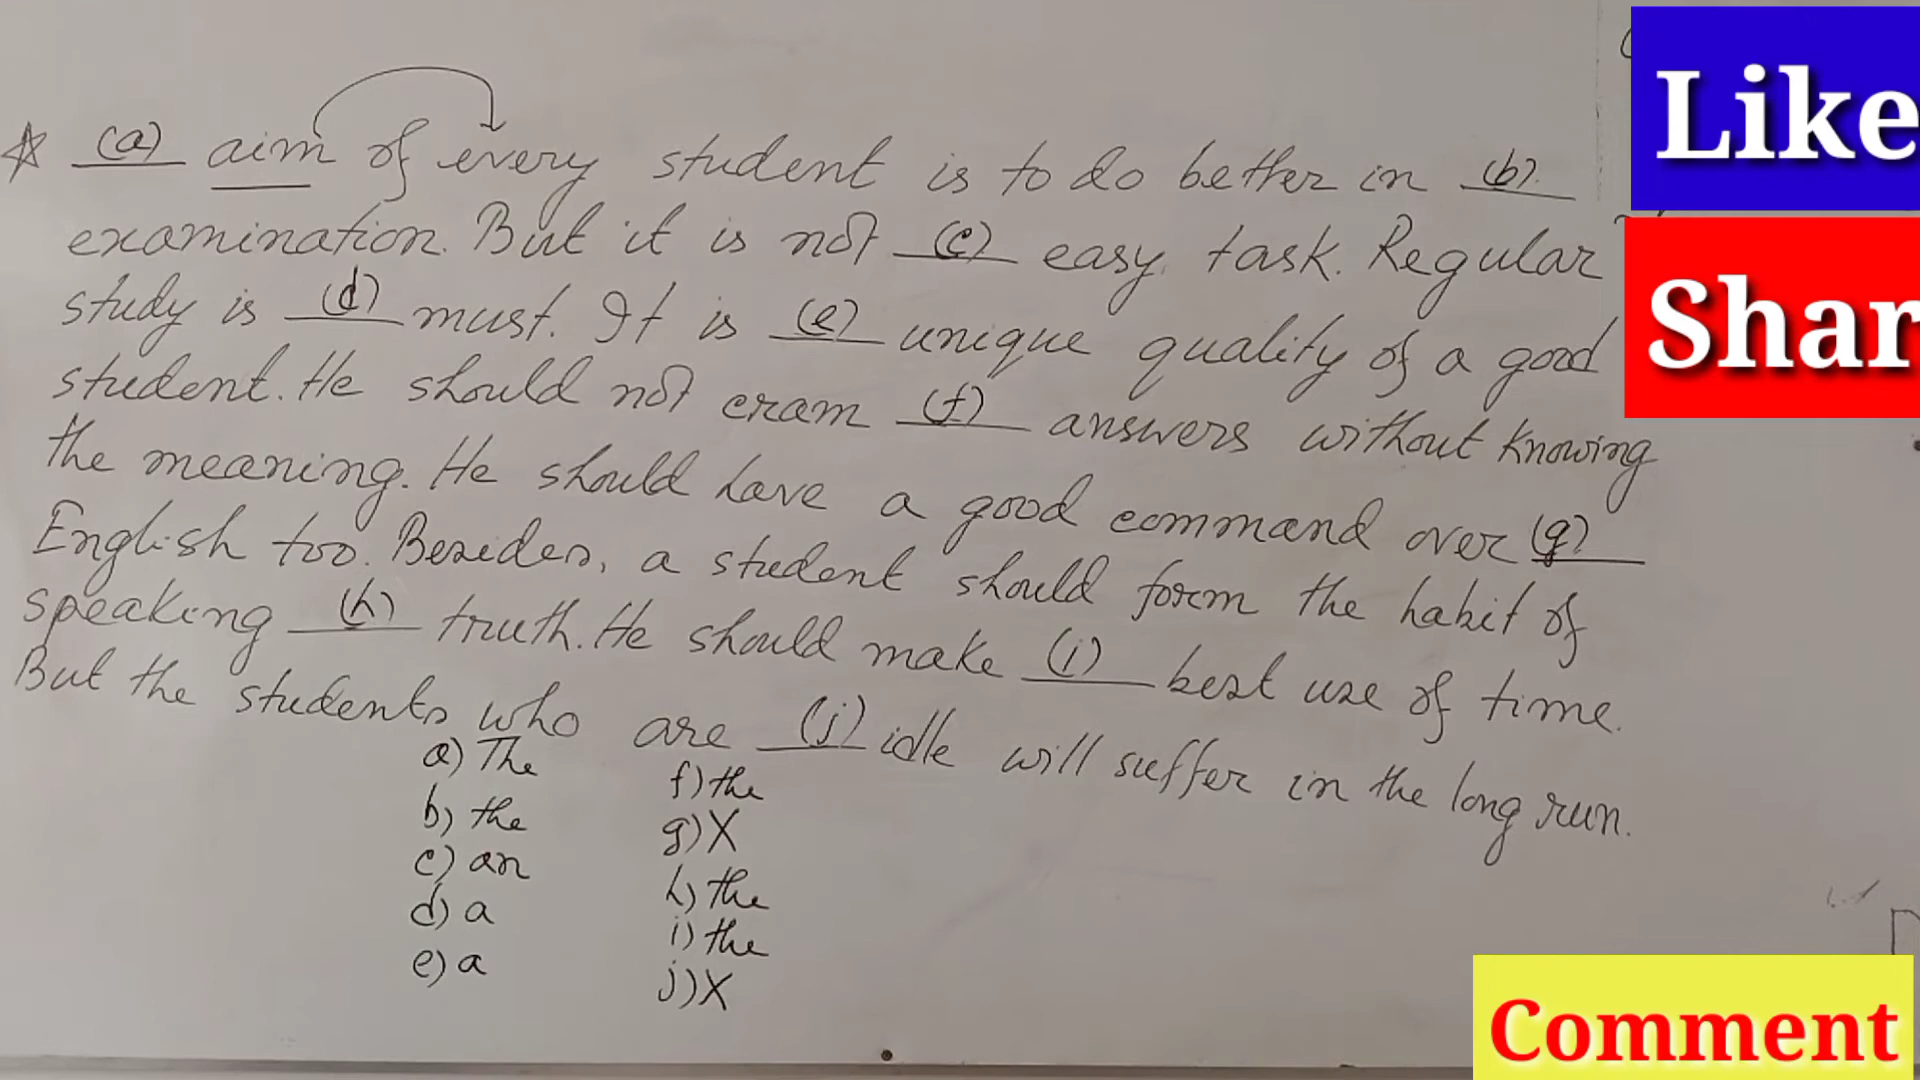 ☆ (a) aim of every student is to do better in (b)
examination. But it is not (c) easy task. Regular
study is (d) must. It is (e) unique quality of a good
student. He should not cram (f) answers without knowing
the meaning. He should have a good command over (g)
English too. Besides, a student should form the habit of
speaking (h) truth. He should make (i) best use of time.
But the students who are (j) idle will suffer in the long run.
a) The
b) the
c) an
d) a
e) a
f) the
g) X
h) the
i) the
j) X
Like
Shar
Comment